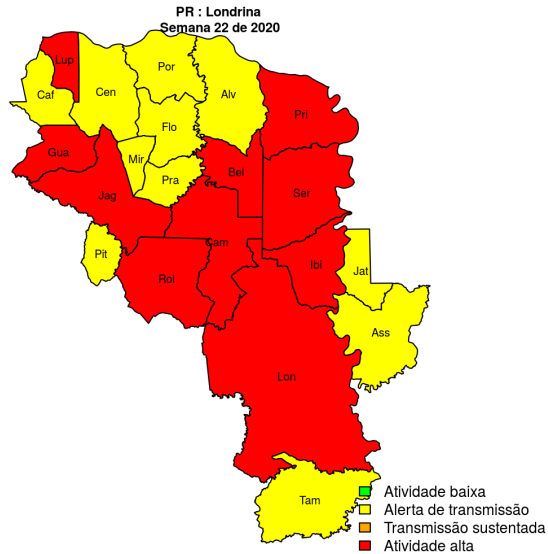 PR : Londrina
Semana 22 de 2020
Lup
Por
Caf
Cen
Alv
Pri
Flo
Gua
Mir
Bel
Pra
Ser
Jag
Cam
Pit
Rol
Ibi
Jat
Ass
Lon
Tam
Atividade baixa
Alerta de transmissão
Transmissão sustentada
Atividade alta